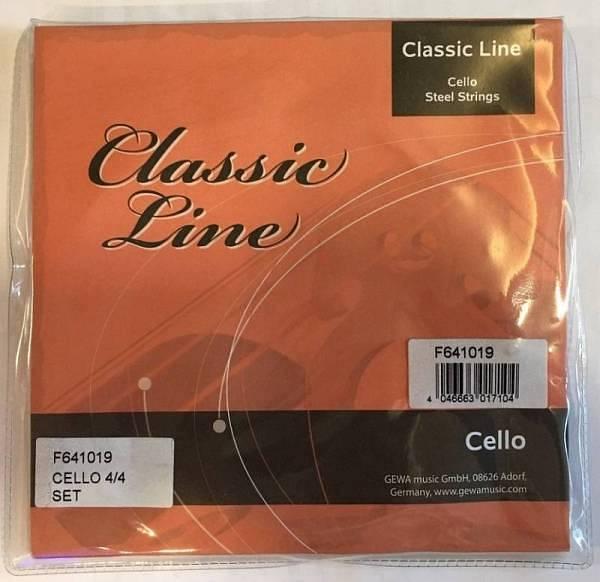 Classic Line
Cello
Steel Strings
Classic
Line
F641019
4 046663 017104
Cello
GEWA music GmbH, 08626 Adorf,
Germany, www.gewamusic.com
F641019
CELLO 4/4
SET